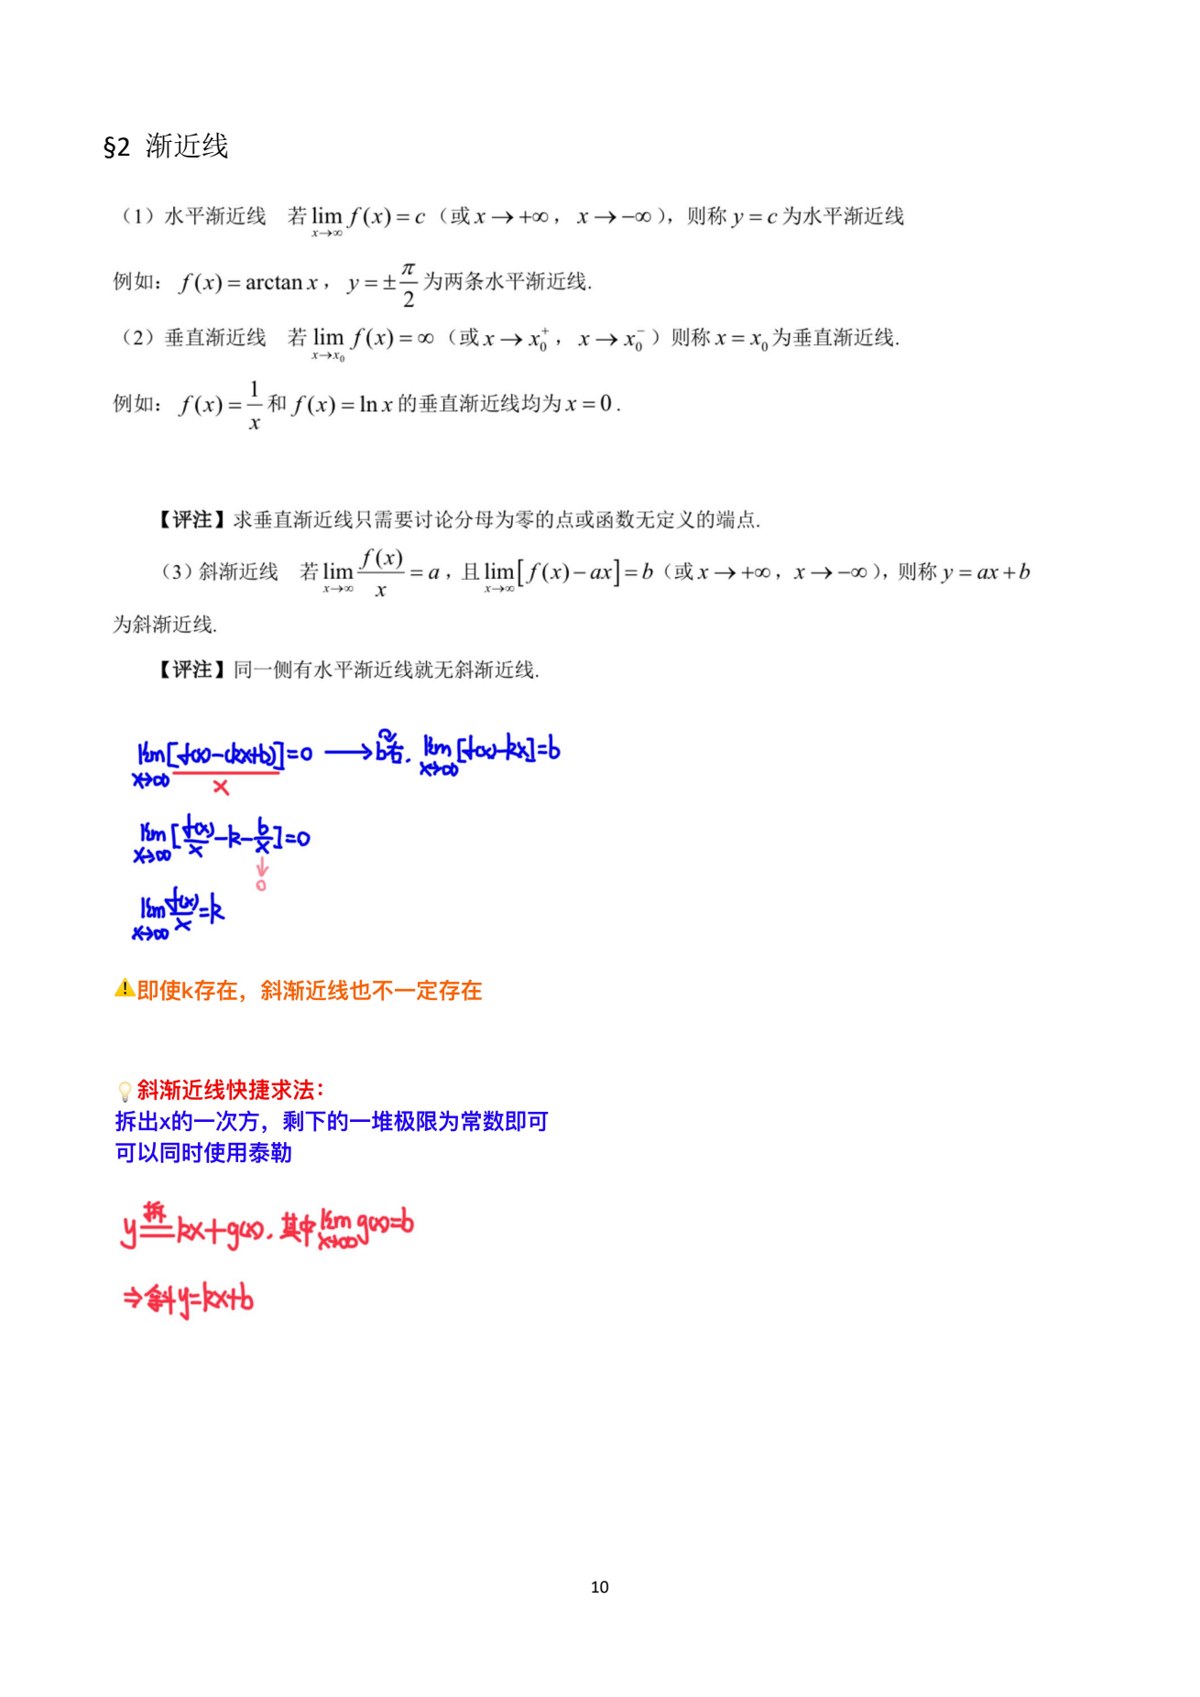 §2 渐近线
（1）水平渐近线 若 lim_{x→∞} f(x) = c（或 x → +∞，x → −∞），则称 y = c 为水平渐近线
例如：f(x) = arctan x，y = ±π/2 为两条水平渐近线.
（2）垂直渐近线 若 lim_{x→x₀} f(x) = ∞（或 x → x₀⁺，x → x₀⁻）则称 x = x₀ 为垂直渐近线.
例如：f(x) = 1/x 和 f(x) = ln x 的垂直渐近线均为 x = 0.
【评注】求垂直渐近线只需要讨论分母为零的点或函数无定义的端点.
（3）斜渐近线 若 lim_{x→∞} f(x)/x = a，且 lim_{x→∞} [f(x) − ax] = b（或 x → +∞，x → −∞），则称 y = ax + b
为斜渐近线.
【评注】同一侧有水平渐近线就无斜渐近线.
lim_{x→∞} [f(x)-(kx+b)]=0 ⟶ b右. lim_{x→∞} [f(x)-kx]=b
x
lim_{x→∞} [f(x)/x-k-b/x]=0
↓
0
lim_{x→∞} f(x)/x=k
⚠️即使k存在，斜渐近线也不一定存在
💡斜渐近线快捷求法：
拆出x的一次方，剩下的一堆极限为常数即可
可以同时使用泰勒
y 拆= kx+g(x). 其中 lim_{x→∞} g(x)=b
⇒斜y=kx+b
10